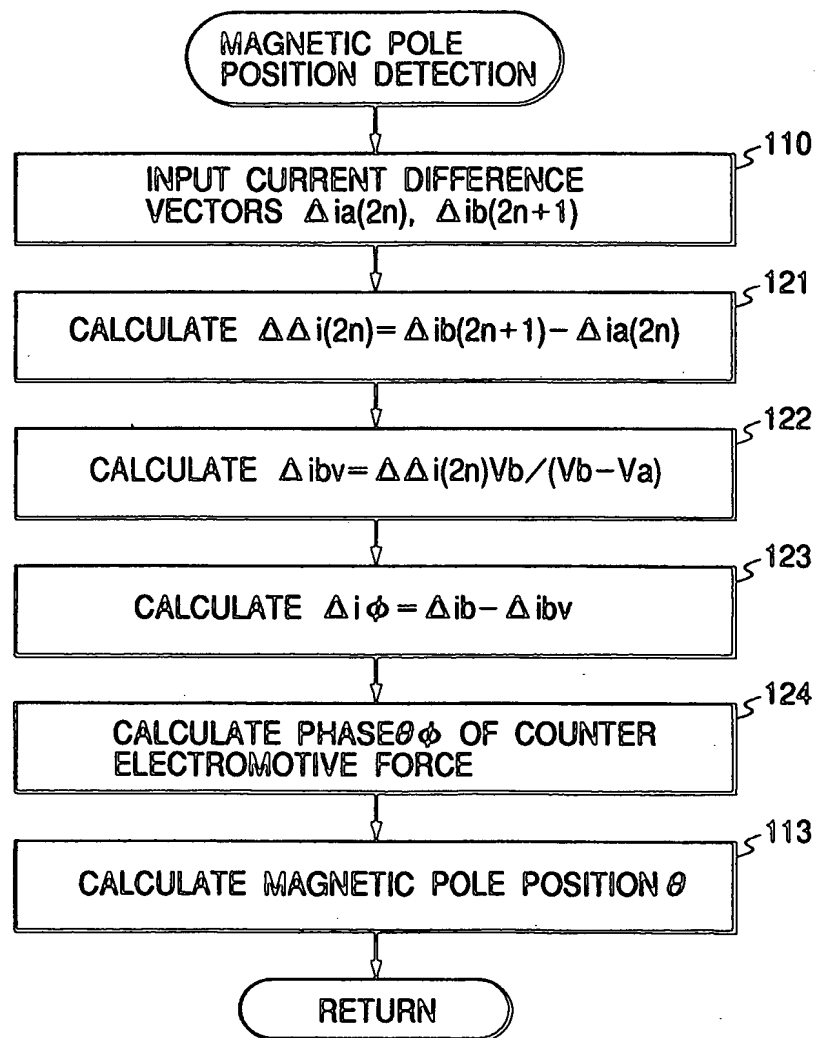 MAGNETIC POLE
POSITION DETECTION
110
INPUT CURRENT DIFFERENCE
VECTORS Δia(2n), Δib(2n+1)
121
CALCULATE ΔΔi(2n)=Δib(2n+1)−Δia(2n)
122
CALCULATE Δibv=ΔΔi(2n)Vb/(Vb−Va)
123
CALCULATE Δiϕ=Δib−Δibv
124
CALCULATE PHASEθϕ OF COUNTER
ELECTROMOTIVE FORCE
113
CALCULATE MAGNETIC POLE POSITION θ
RETURN